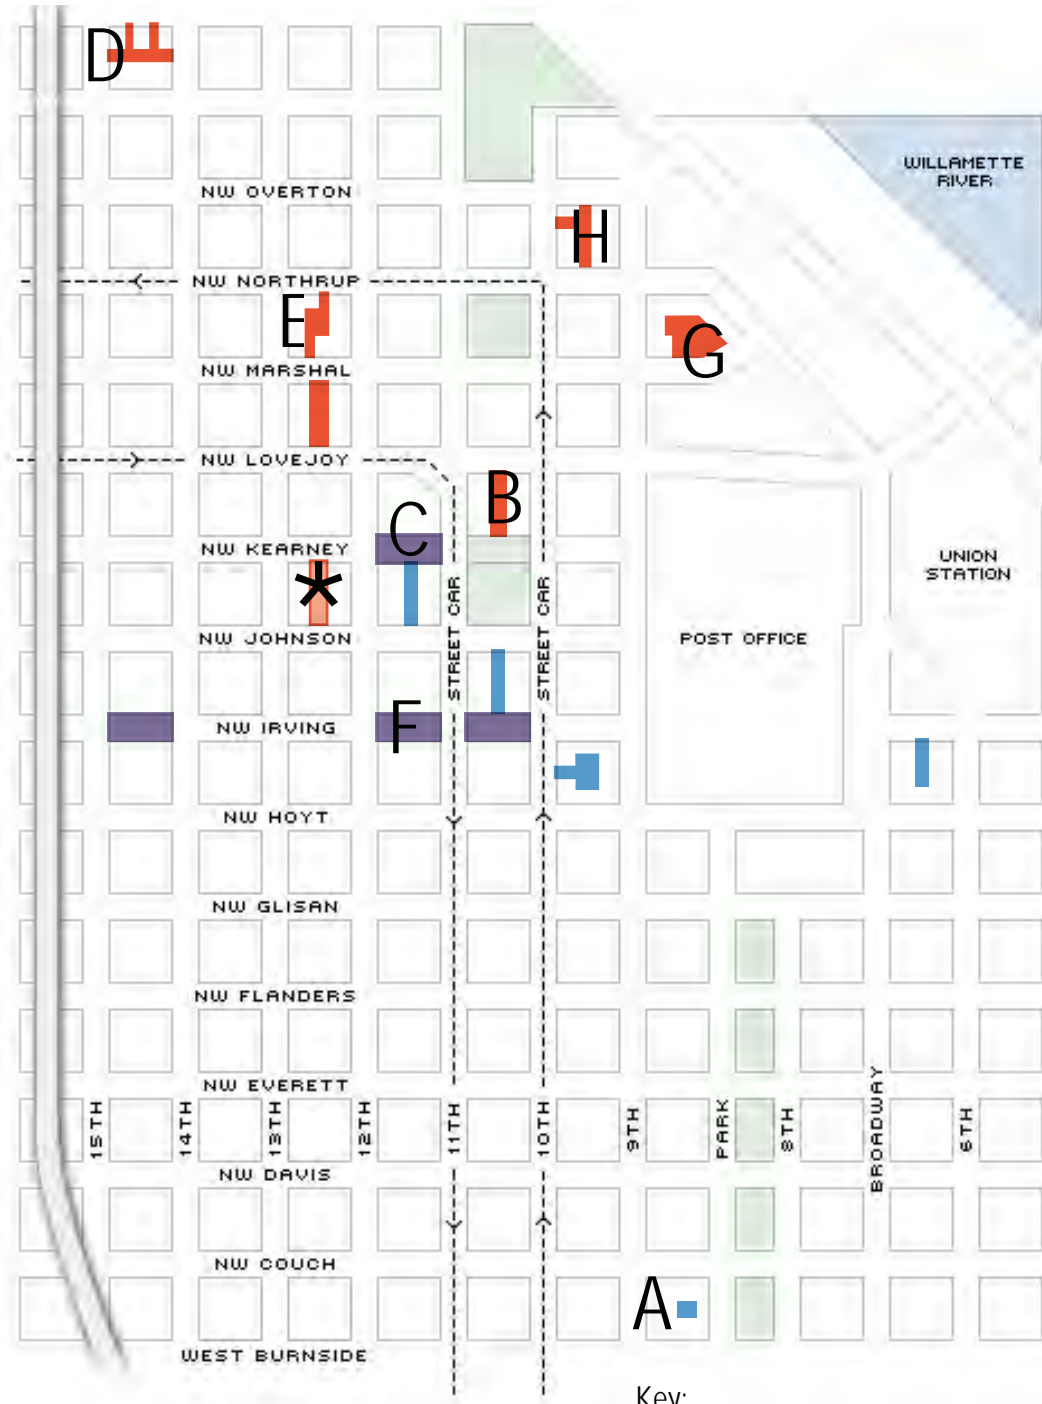 D
WILLAMETTE
RIVER
NW OVERTON
H
NW NORTHRUP
E
G
NW MARSHAL
NW LOVEJOY
B
C
NW KEARNEY
*
UNION
STATION
STREET CAR
STREET CAR
NW JOHNSON
POST OFFICE
F
NW IRVING
NW HOYT
NW GLISAN
NW FLANDERS
NW EVERETT
15TH
14TH
13TH
12TH
11TH
10TH
9TH
PARK
8TH
BROADWAY
6TH
NW DAVIS
NW COUCH
A
WEST BURNSIDE
Key: